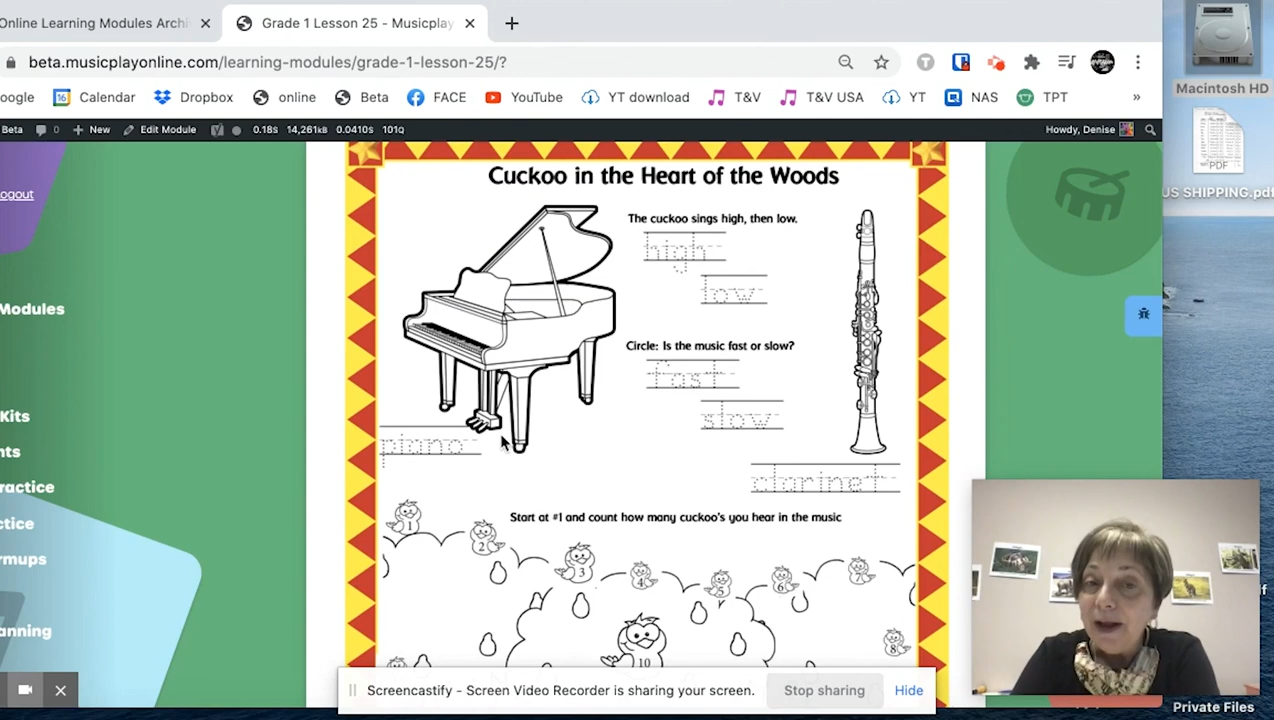 Online Learning Modules Archi
Grade 1 Lesson 25 - Musicplay
beta.musicplayonline.com/learning-modules/grade-1-lesson-25/?
T
oogle
16 Calendar
Dropbox
online
Beta
FACE
YouTube
YT download
T&V
T&V USA
YT
NAS
TPT
»
Beta
0
New
Edit Module
0.18s 14,261kB 0.0410s 101Q
Howdy, Denise
Macintosh HD
PDF
US SHIPPING.pdf
ogout
Modules
Kits
nts
ractice
ctice
rmups
anning
Cuckoo in the Heart of the Woods
The cuckoo sings high, then low.
high
low
Circle: Is the music fast or slow?
fast
slow
piano
clarinet
Start at #1 and count how many cuckoo's you hear in the music
1
2
3
4
5
6
7
8
10
Screencastify - Screen Video Recorder is sharing your screen.
Stop sharing
Hide
Private Files